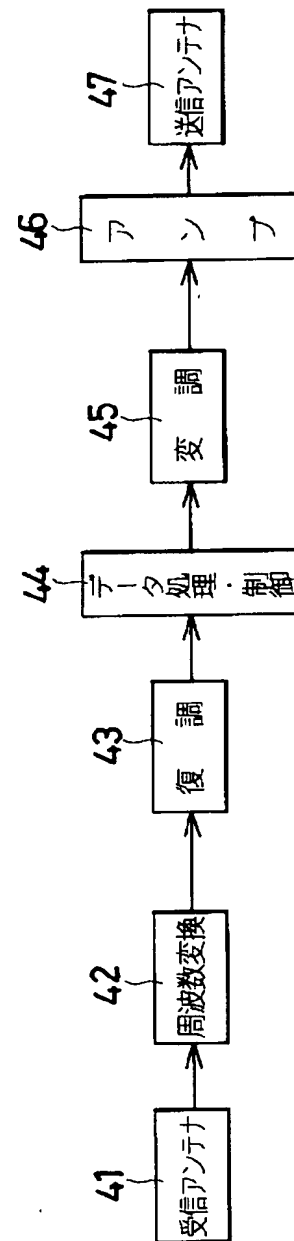 41
受信アンテナ
42
周波数変換
43
復調
44
データ処理・制御
45
変調
46
アンプ
47
送信アンテナ